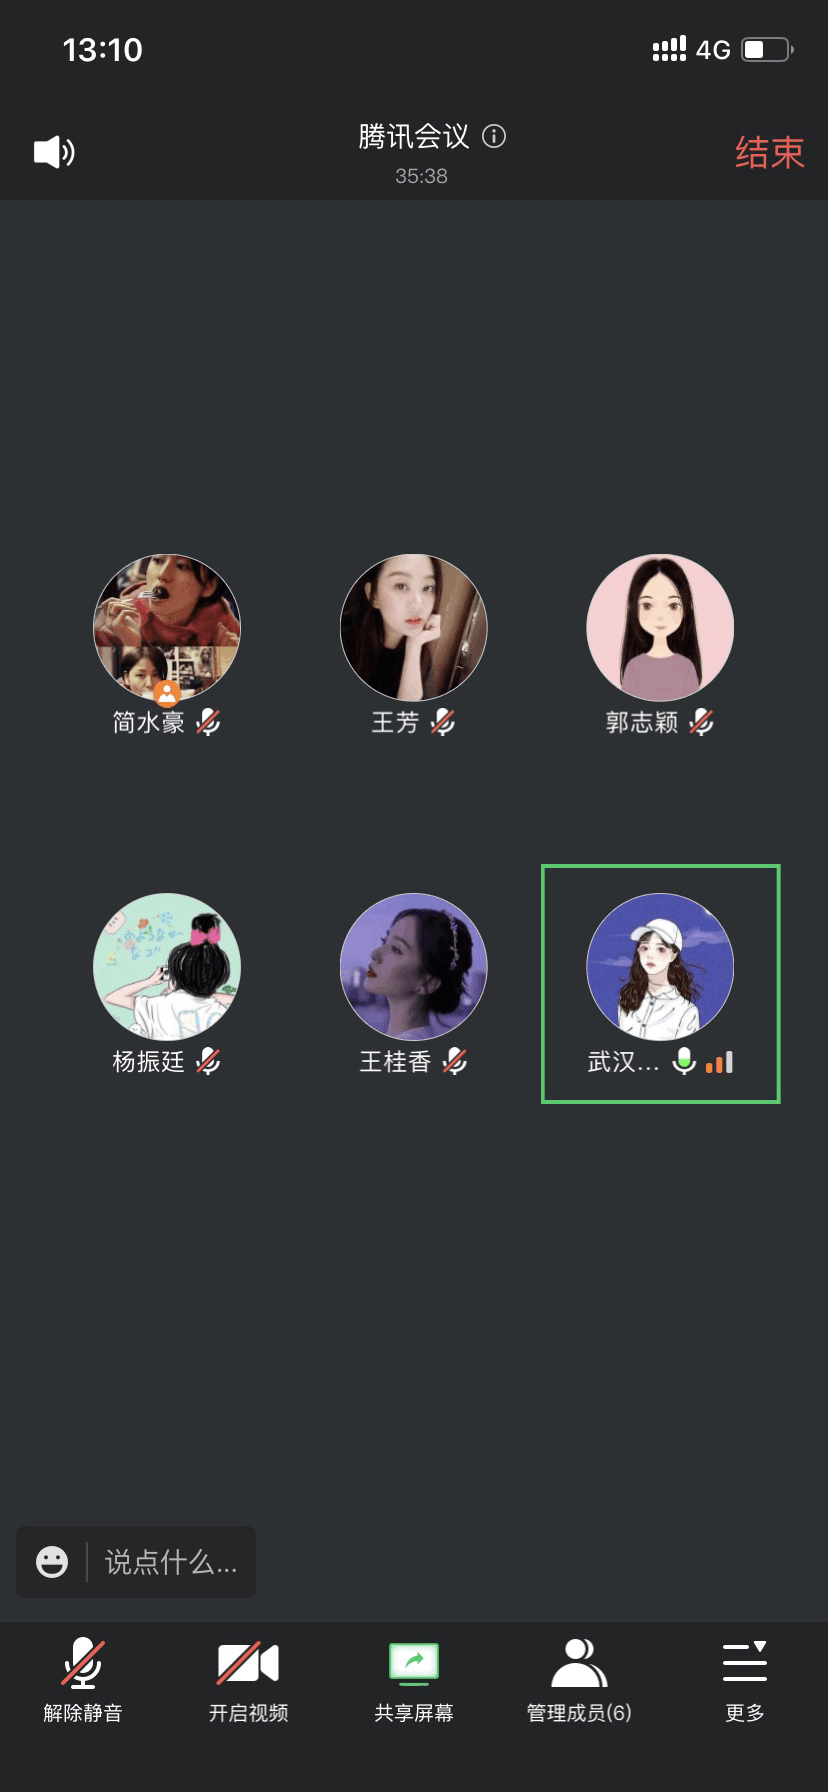 13:10
4G
腾讯会议
35:38
结束
简水豪
王芳
郭志颖
杨振廷
王桂香
武汉...
说点什么...
解除静音
开启视频
共享屏幕
管理成员(6)
更多